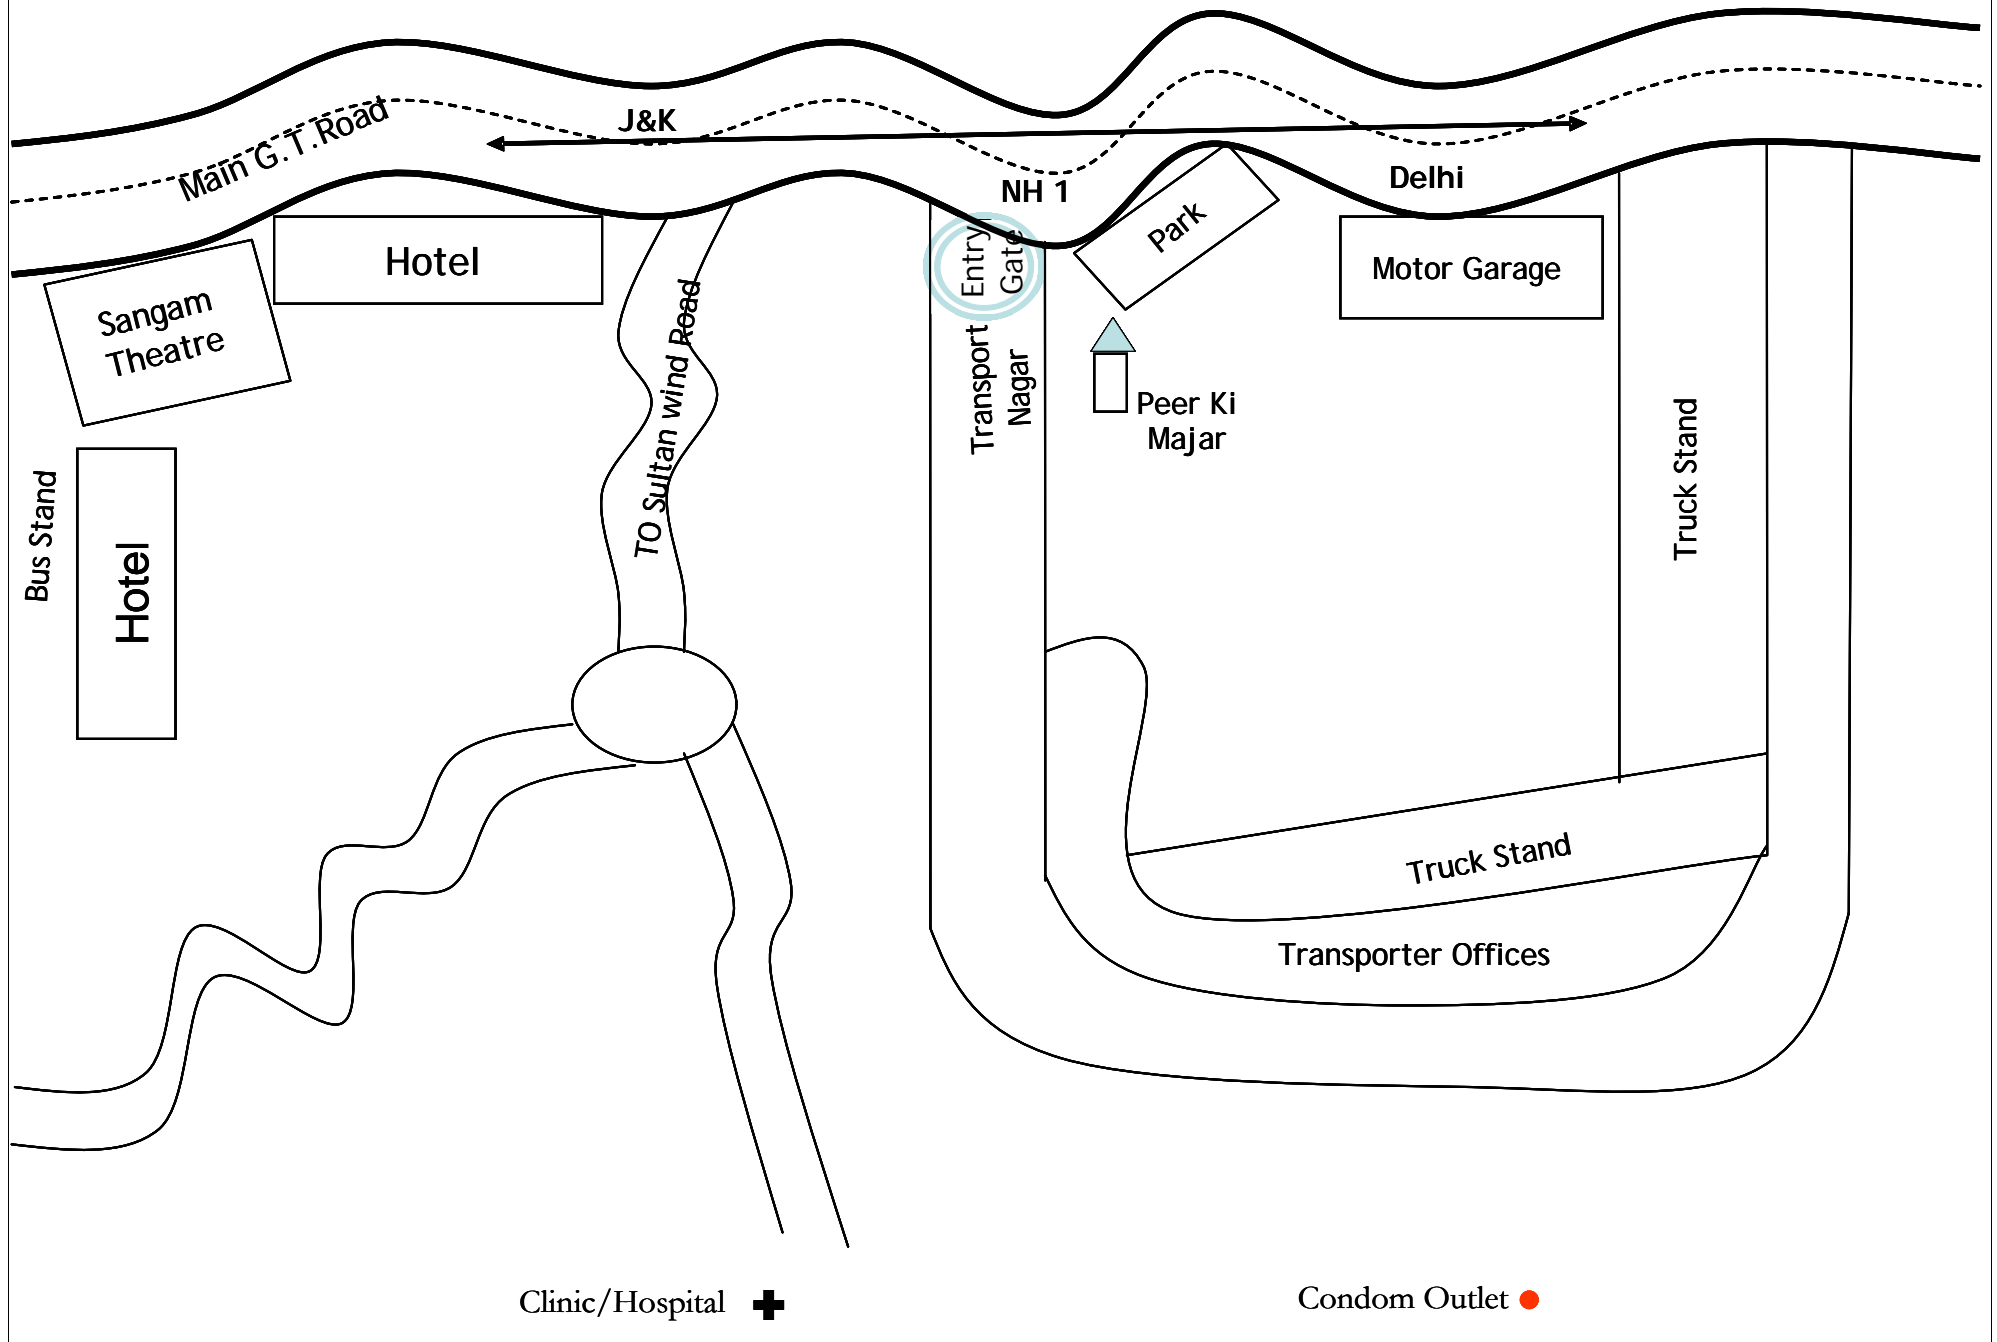 Main G.T.Road
J&K
NH 1
Delhi
Sangam
Theatre
Hotel
TO Sultan wind Road
Entry
Gate
Transport
Nagar
Park
Peer Ki
Majar
Motor Garage
Truck Stand
Bus Stand
Hotel
Truck Stand
Transporter Offices
Clinic/Hospital
Condom Outlet